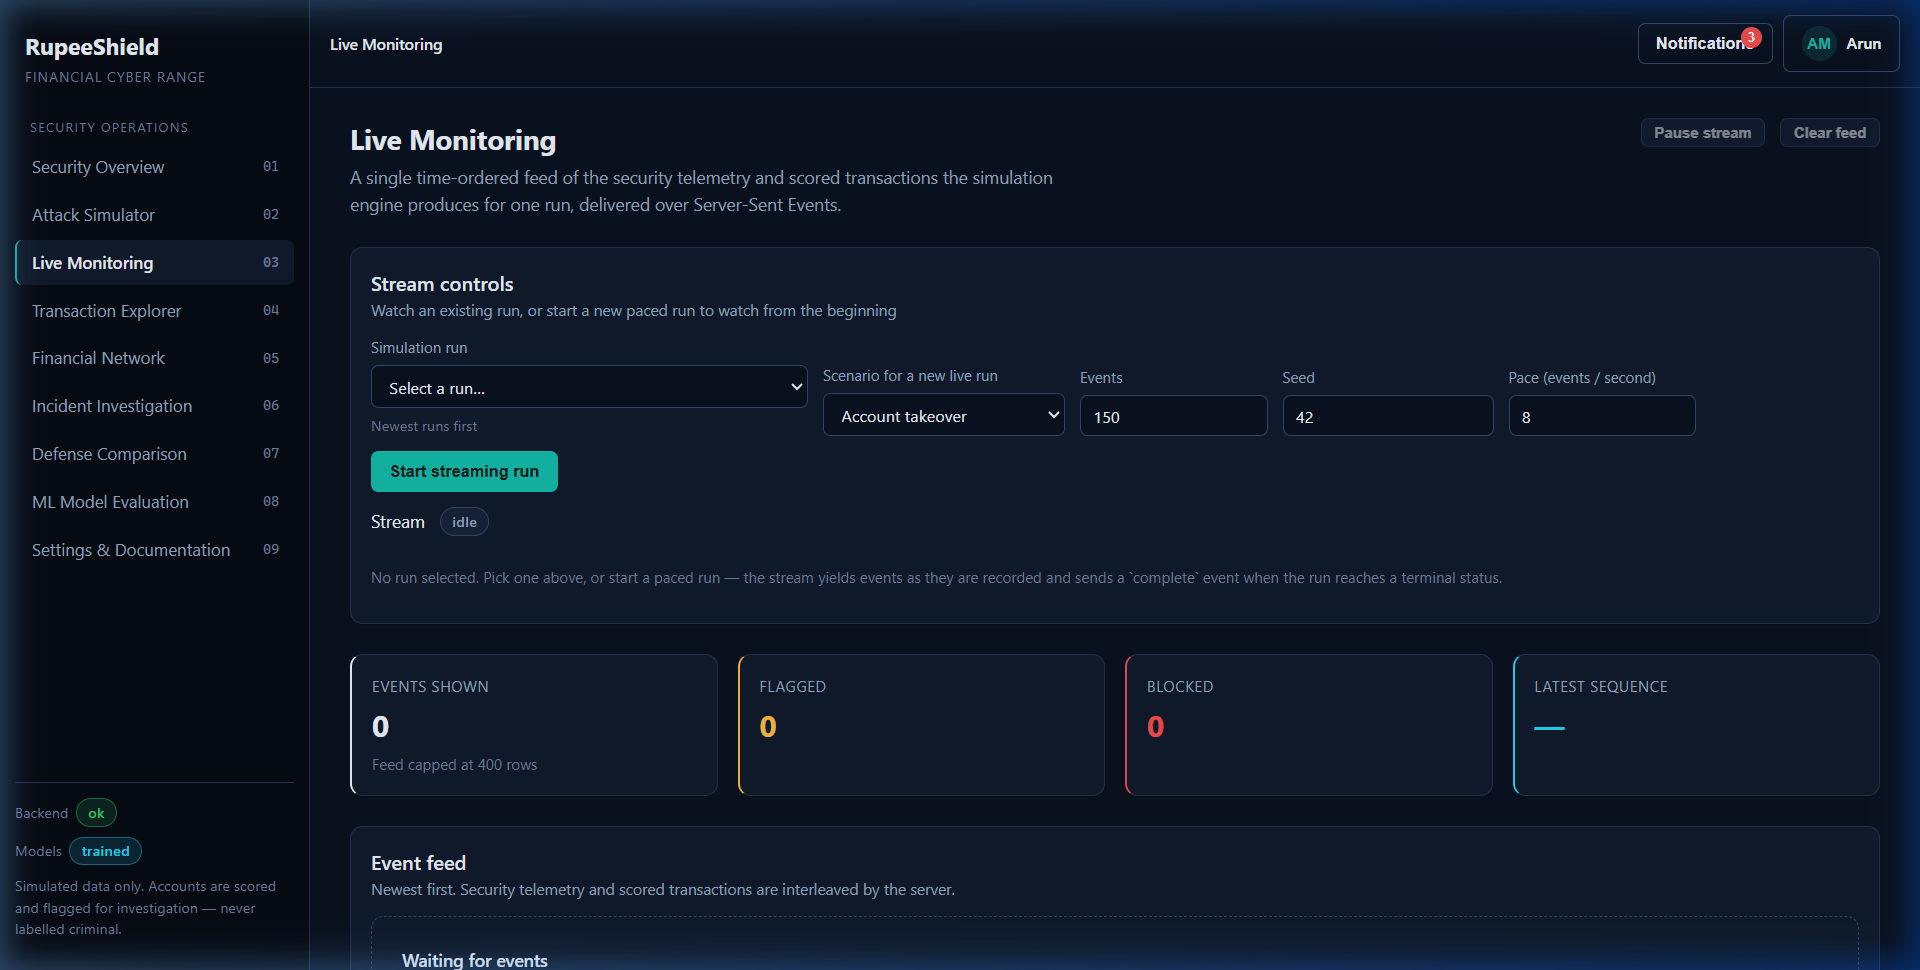 RupeeShield
FINANCIAL CYBER RANGE
SECURITY OPERATIONS
Security Overview 01
Attack Simulator 02
Live Monitoring 03
Transaction Explorer 04
Financial Network 05
Incident Investigation 06
Defense Comparison 07
ML Model Evaluation 08
Settings & Documentation 09
Backend ok
Models trained
Simulated data only. Accounts are scored
and flagged for investigation — never
labelled criminal.
Live Monitoring
Notification 3
AM Arun
Live Monitoring
Pause stream
Clear feed
A single time-ordered feed of the security telemetry and scored transactions the simulation
engine produces for one run, delivered over Server-Sent Events.
Stream controls
Watch an existing run, or start a new paced run to watch from the beginning
Simulation run
Select a run...
Newest runs first
Scenario for a new live run
Account takeover
Events
150
Seed
42
Pace (events / second)
8
Start streaming run
Stream idle
No run selected. Pick one above, or start a paced run — the stream yields events as they are recorded and sends a `complete` event when the run reaches a terminal status.
EVENTS SHOWN
0
Feed capped at 400 rows
FLAGGED
0
BLOCKED
0
LATEST SEQUENCE
—
Event feed
Newest first. Security telemetry and scored transactions are interleaved by the server.
Waiting for events